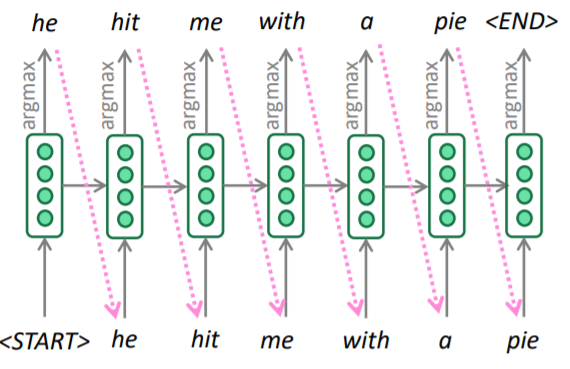 he hit me with a pie <END>
argmax argmax argmax argmax argmax argmax argmax
<START> he hit me with a pie